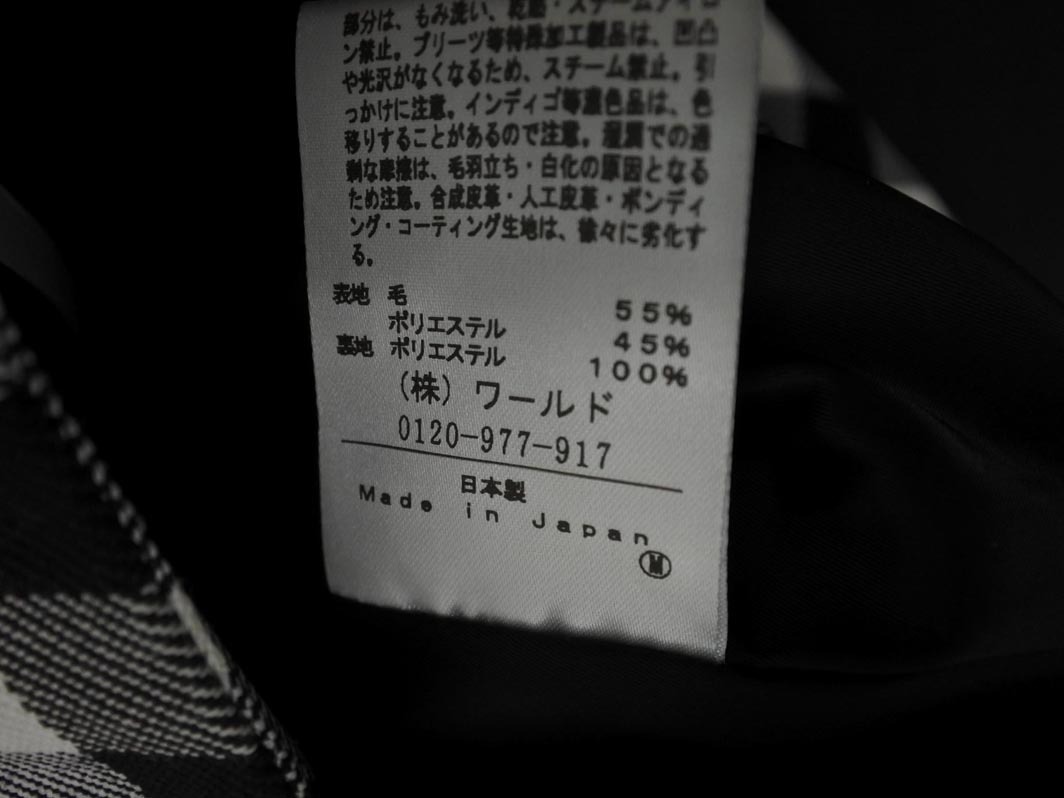 部分は、もみ洗い、乾燥・スチームアイロ
ン禁止。プリーツ等特殊加工製品は、凹凸
や光沢がなくなるため、スチーム禁止。引
っかけに注意。インディゴ等濃色品は、色
移りすることがあるので注意。湿潤での過
剰な摩擦は、毛羽立ち・白化の原因となる
ため注意。合成皮革・人工皮革・ボンディ
ング・コーティング生地は、徐々に劣化す
る。
表地 毛 55%
ポリエステル 45%
裏地 ポリエステル 100%
(株)ワールド
0120-977-917
日本製
Made in Japan
M